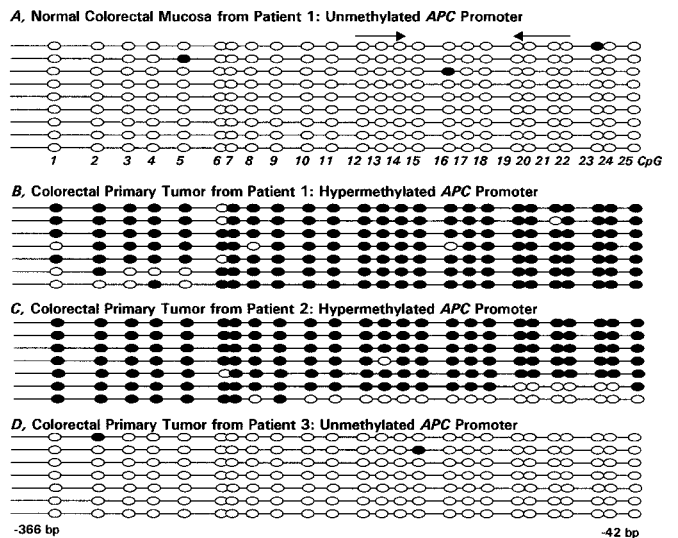 A, Normal Colorectal Mucosa from Patient 1: Unmethylated APC Promoter
1 2 3 4 5 6 7 8 9 10 11 12 13 14 15 16 17 18 19 20 21 22 23 24 25 CpG
B, Colorectal Primary Tumor from Patient 1: Hypermethylated APC Promoter
C, Colorectal Primary Tumor from Patient 2: Hypermethylated APC Promoter
D, Colorectal Primary Tumor from Patient 3: Unmethylated APC Promoter
-366 bp -42 bp